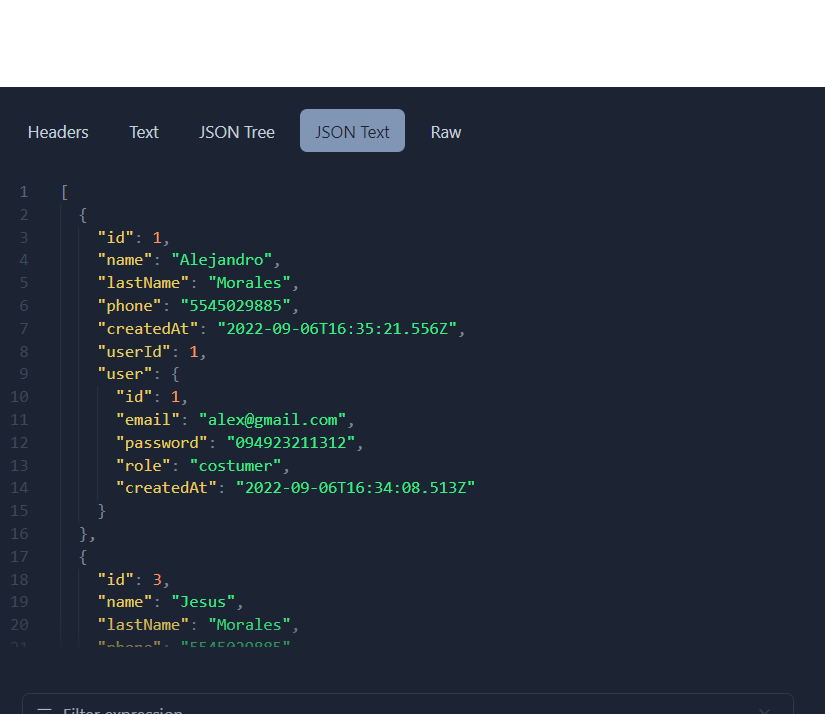 Headers Text JSON Tree JSON Text Raw
1 [
2 {
3 "id": 1,
4 "name": "Alejandro",
5 "lastName": "Morales",
6 "phone": "5545029885",
7 "createdAt": "2022-09-06T16:35:21.556Z",
8 "userId": 1,
9 "user": {
10 "id": 1,
11 "email": "alex@gmail.com",
12 "password": "094923211312",
13 "role": "costumer",
14 "createdAt": "2022-09-06T16:34:08.513Z"
15 }
16 },
17 {
18 "id": 3,
19 "name": "Jesus",
20 "lastName": "Morales",
21 "phone": "5545029885"
Filter expression